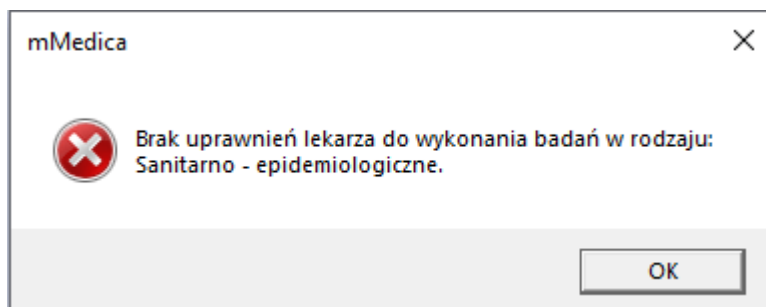 mMedica
Brak uprawnień lekarza do wykonania badań w rodzaju:
Sanitarno - epidemiologiczne.
OK